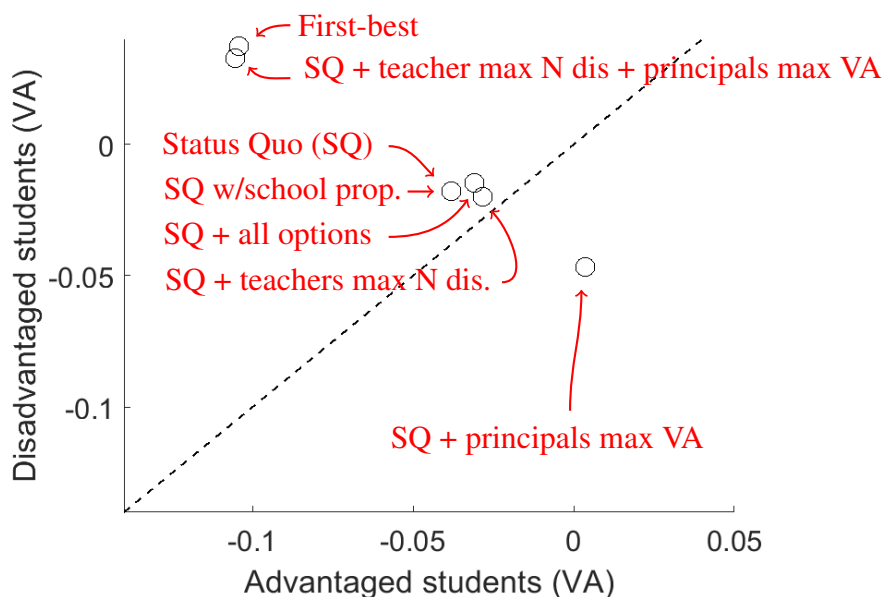 First-best
SQ + teacher max N dis + principals max VA
0
Status Quo (SQ)
SQ w/school prop.
SQ + all options
-0.05
SQ + teachers max N dis.
-0.1
SQ + principals max VA
Disadvantaged students (VA)
-0.1
-0.05
0
0.05
Advantaged students (VA)